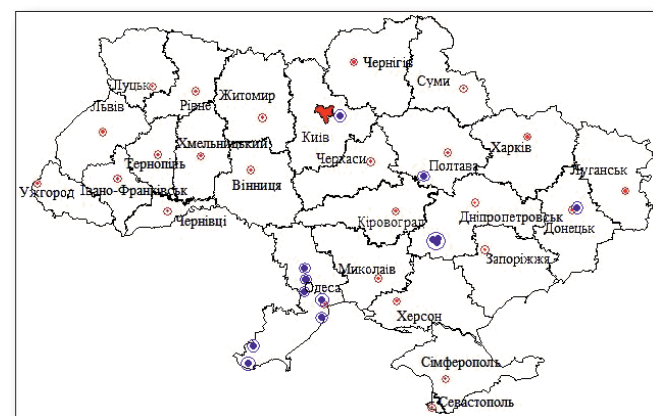 Чернігів
Луцьк
Суми
Рівне
Житомир
Львів
Київ
Харків
Хмельницький
Тернопіль
Черкаси
Полтава
Луганськ
Вінниця
Ужгород
Івано-Франківськ
Чернівці
Кіровоград
Дніпропетровськ
Донецьк
Запоріжжя
Миколаїв
Одеса
Херсон
Сімферополь
Севастополь